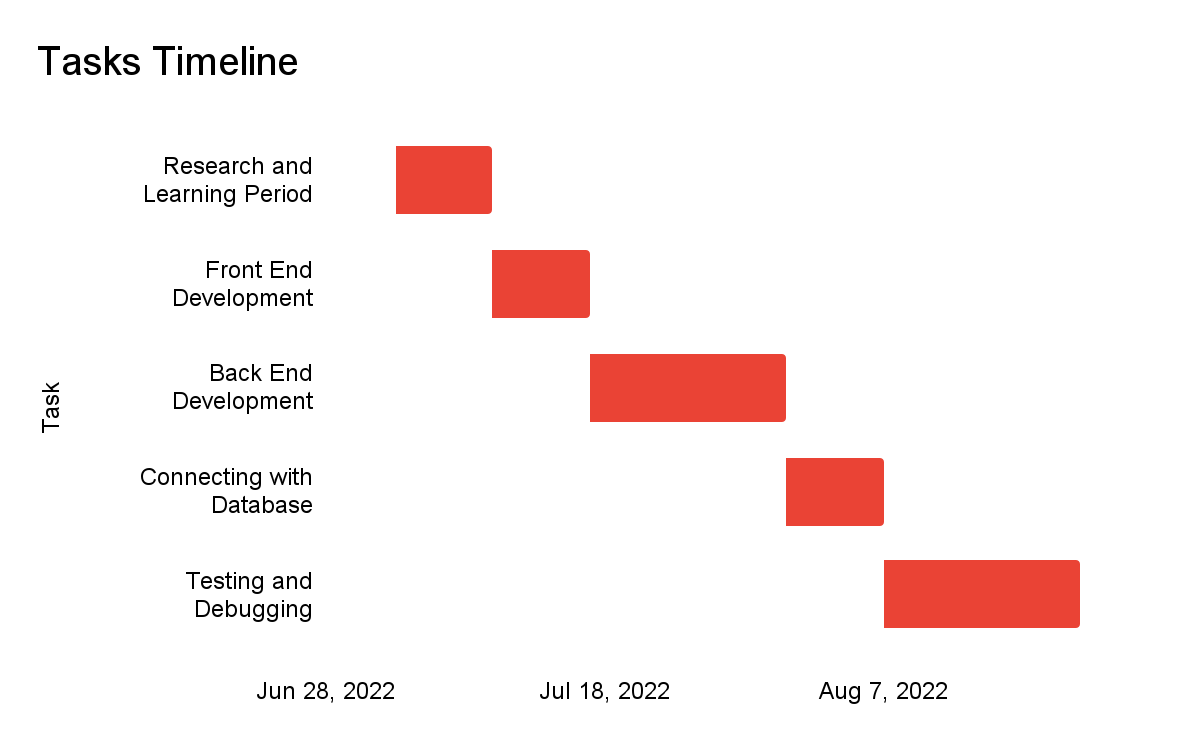 Tasks Timeline
Research and
Learning Period
Front End
Development
Back End
Development
Task
Connecting with
Database
Testing and
Debugging
Jun 28, 2022
Jul 18, 2022
Aug 7, 2022